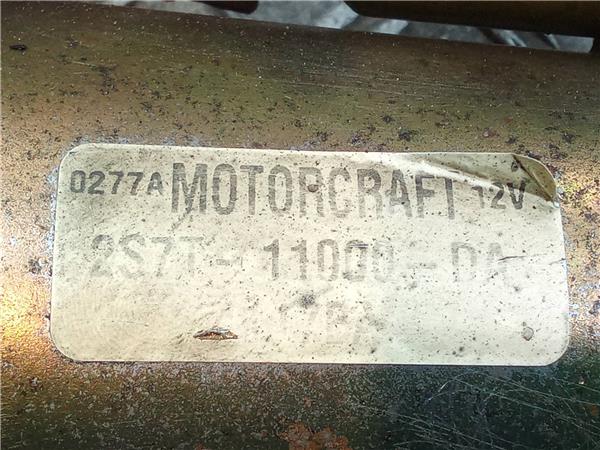 0277A MOTORCRAFT 12V
2S7T - 11000 - DA